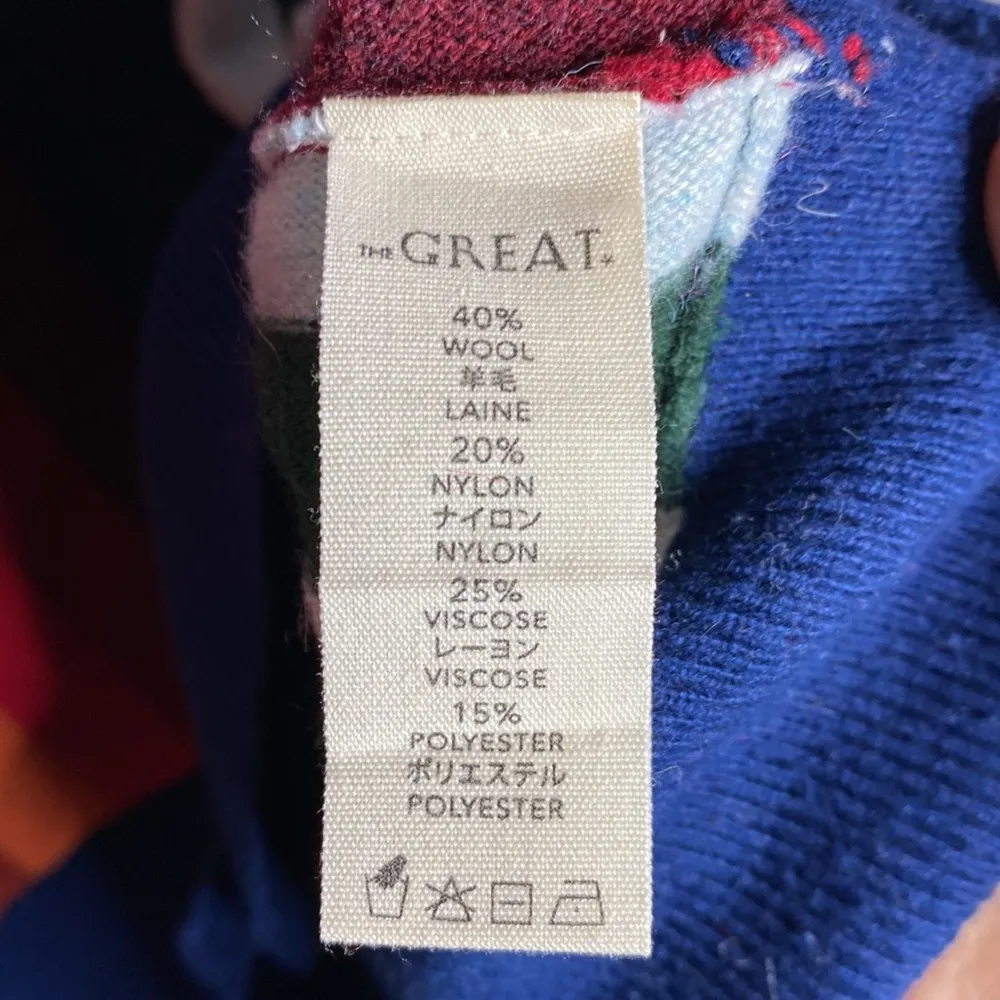 THE GREAT.
40%
WOOL
羊毛
LAINE
20%
NYLON
ナイロン
NYLON
25%
VISCOSE
レーヨン
VISCOSE
15%
POLYESTER
ポリエステル
POLYESTER